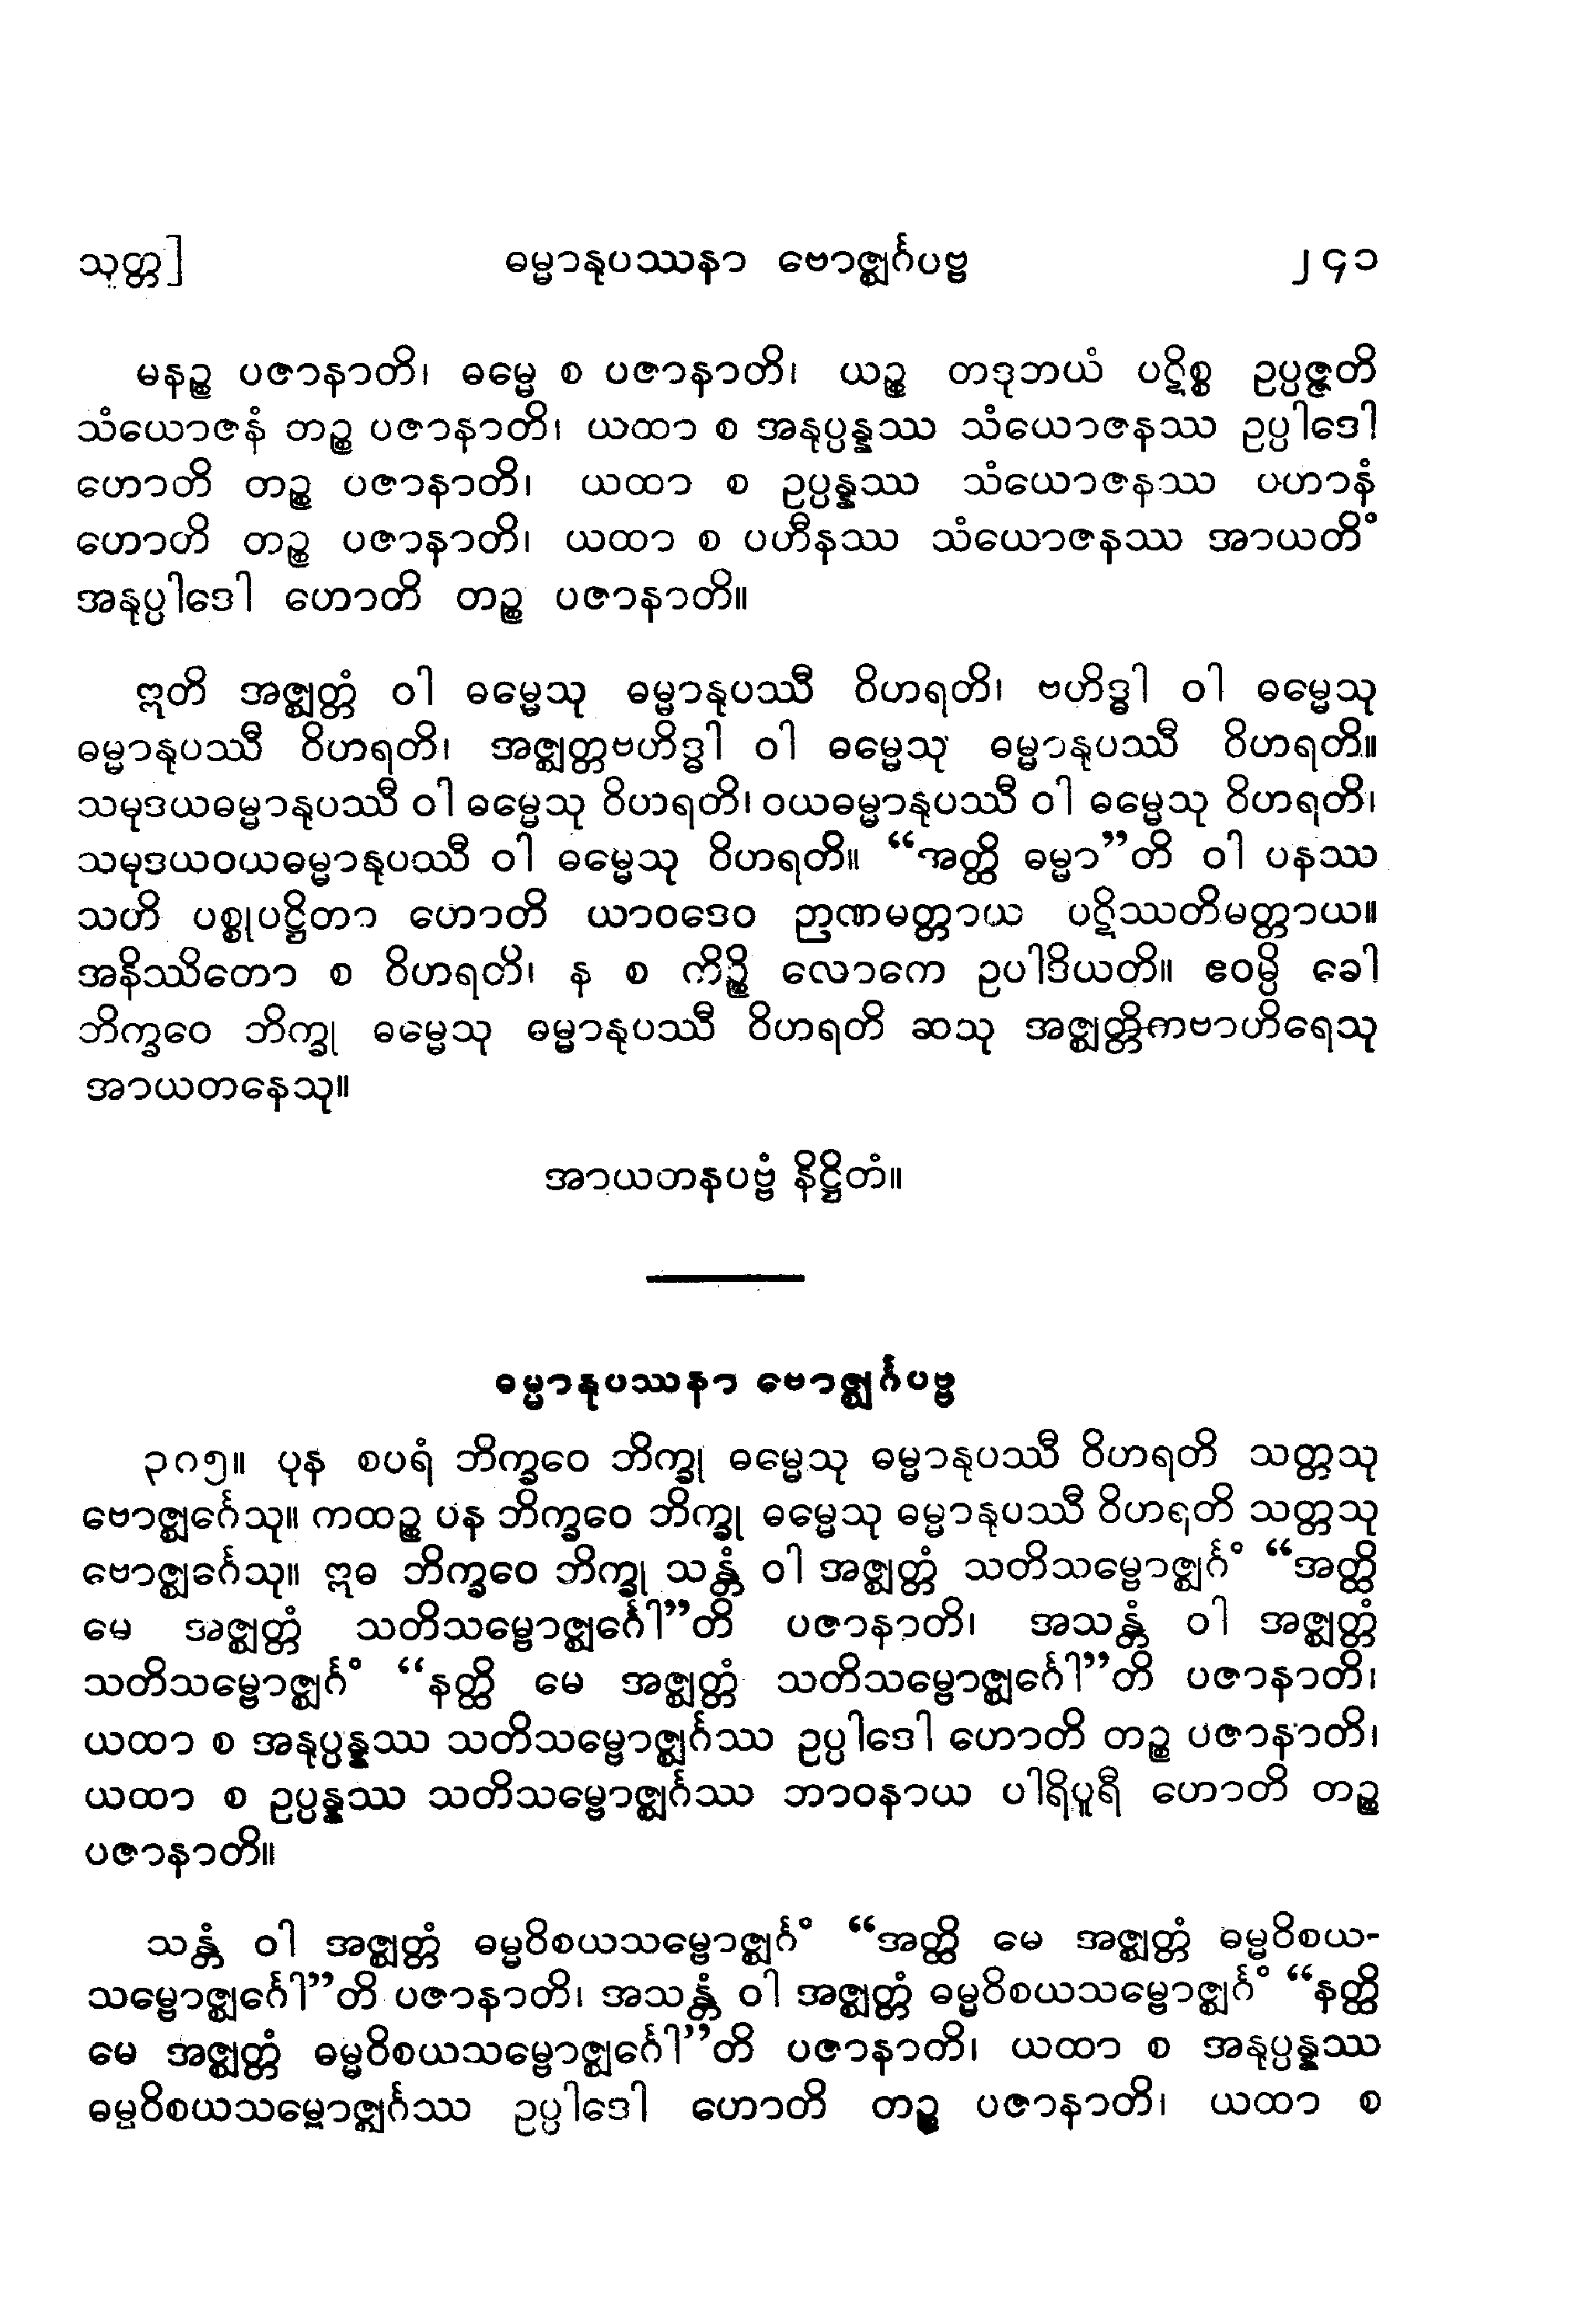 သုတ္တ] ဓမ္မာနုပဿနာ ဗောဇ္ဈင်္ဂပဗ္ဗ ၂၄၁
မနဉ္စ ပဇာနာတိ၊ ဓမ္မေ စ ပဇာနာတိ၊ ယဉ္စ တဒုဘယံ ပဋိစ္စ ဥပ္ပဇ္ဇတိ
သံယောဇနံ တဉ္စ ပဇာနာတိ၊ ယထာ စ အနုပ္ပန္နဿ သံယောဇနဿ ဥပ္ပါဒေါ
ဟောတိ တဉ္စ ပဇာနာတိ၊ ယထာ စ ဥပ္ပန္နဿ သံယောဇနဿ ပဟာနံ
ဟောတိ တဉ္စ ပဇာနာတိ၊ ယထာ စ ပဟီနဿ သံယောဇနဿ အာယတိံ
အနုပ္ပါဒေါ ဟောတိ တဉ္စ ပဇာနာတိ။
ဣတိ အဇ္ဈတ္တံ ဝါ ဓမ္မေသု ဓမ္မာနုပဿီ ဝိဟရတိ၊ ဗဟိဒ္ဓါ ဝါ ဓမ္မေသု
ဓမ္မာနုပဿီ ဝိဟရတိ၊ အဇ္ဈတ္တဗဟိဒ္ဓါ ဝါ ဓမ္မေသု ဓမ္မာနုပဿီ ဝိဟရတိ။
သမုဒယဓမ္မာနုပဿီ ဝါ ဓမ္မေသု ဝိဟရတိ၊ ဝယဓမ္မာနုပဿီ ဝါ ဓမ္မေသု ဝိဟရတိ၊
သမုဒယဝယဓမ္မာနုပဿီ ဝါ ဓမ္မေသု ဝိဟရတိ။ “အတ္ထိ ဓမ္မာ”တိ ဝါ ပနဿ
သတိ ပစ္စုပဋ္ဌိတာ ဟောတိ ယာဝဒေဝ ဉာဏမတ္တာယ ပဋိဿတိမတ္တာယ။
အနိဿိတော စ ဝိဟရတိ၊ န စ ကိဉ္စိ လောကေ ဥပါဒိယတိ။ ဧဝမ္ပိ ခေါ
ဘိက္ခဝေ ဘိက္ခု ဓမ္မေသု ဓမ္မာနုပဿီ ဝိဟရတိ ဆသု အဇ္ဈတ္တိကဗာဟိရေသု
အာယတနေသု။
အာယတနပဗ္ဗံ နိဋ္ဌိတံ။
ဓမ္မာနုပဿနာ ဗောဇ္ဈင်္ဂပဗ္ဗ
၃၈၅။ ပုန စပရံ ဘိက္ခဝေ ဘိက္ခု ဓမ္မေသု ဓမ္မာနုပဿီ ဝိဟရတိ သတ္တသု
ဗောဇ္ဈင်္ဂေသု။ ကထဉ္စ ပန ဘိက္ခဝေ ဘိက္ခု ဓမ္မေသု ဓမ္မာနုပဿီ ဝိဟရတိ သတ္တသု
ဗောဇ္ဈင်္ဂေသု။ ဣဓ ဘိက္ခဝေ ဘိက္ခု သန္တံ ဝါ အဇ္ဈတ္တံ သတိသမ္ဗောဇ္ဈင်္ဂံ “အတ္ထိ
မေ အဇ္ဈတ္တံ သတိသမ္ဗောဇ္ဈင်္ဂေါ”တိ ပဇာနာတိ၊ အသန္တံ ဝါ အဇ္ဈတ္တံ
သတိသမ္ဗောဇ္ဈင်္ဂံ “နတ္ထိ မေ အဇ္ဈတ္တံ သတိသမ္ဗောဇ္ဈင်္ဂေါ”တိ ပဇာနာတိ၊
ယထာ စ အနုပ္ပန္နဿ သတိသမ္ဗောဇ္ဈင်္ဂဿ ဥပ္ပါဒေါ ဟောတိ တဉ္စ ပဇာနာတိ၊
ယထာ စ ဥပ္ပန္နဿ သတိသမ္ဗောဇ္ဈင်္ဂဿ ဘာဝနာယ ပါရိပူရီ ဟောတိ တဉ္စ
ပဇာနာတိ။
သန္တံ ဝါ အဇ္ဈတ္တံ ဓမ္မဝိစယသမ္ဗောဇ္ဈင်္ဂံ “အတ္ထိ မေ အဇ္ဈတ္တံ ဓမ္မဝိစယ-
သမ္ဗောဇ္ဈင်္ဂေါ”တိ ပဇာနာတိ၊ အသန္တံ ဝါ အဇ္ဈတ္တံ ဓမ္မဝိစယသမ္ဗောဇ္ဈင်္ဂံ “နတ္ထိ
မေ အဇ္ဈတ္တံ ဓမ္မဝိစယသမ္ဗောဇ္ဈင်္ဂေါ”တိ ပဇာနာတိ၊ ယထာ စ အနုပ္ပန္နဿ
ဓမ္မဝိစယသမ္ဗောဇ္ဈင်္ဂဿ ဥပ္ပါဒေါ ဟောတိ တဉ္စ ပဇာနာတိ၊ ယထာ စ